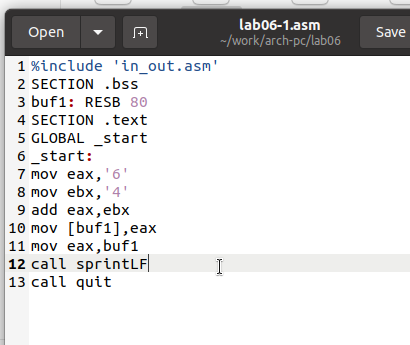 Open
lab06-1.asm
~/work/arch-pc/lab06
Save
1 %include 'in_out.asm'
2 SECTION .bss
3 buf1: RESB 80
4 SECTION .text
5 GLOBAL _start
6 _start:
7 mov eax,'6'
8 mov ebx,'4'
9 add eax,ebx
10 mov [buf1],eax
11 mov eax,buf1
12 call sprintLF
13 call quit